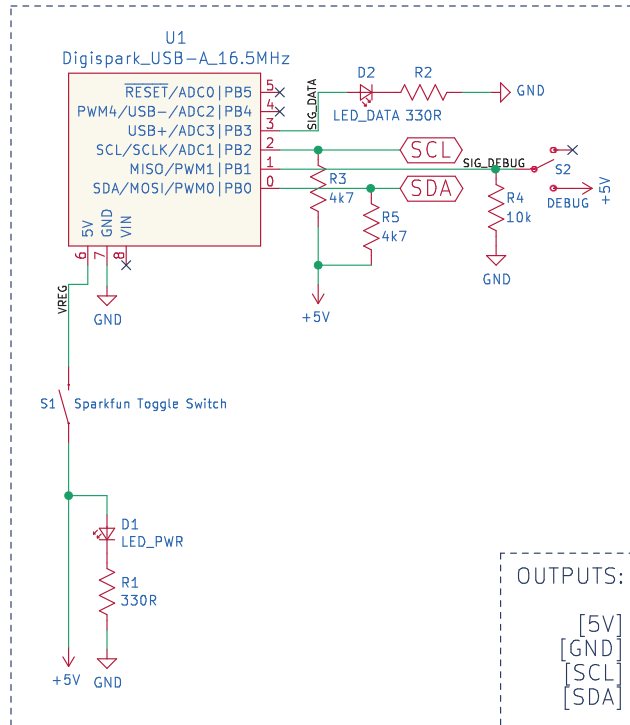 U1
Digispark_USB-A_16.5MHz
RESET/ADC0|PB5
PWM4/USB-/ADC2|PB4
USB+/ADC3|PB3
SCL/SCLK/ADC1|PB2
MISO/PWM1|PB1
SDA/MOSI/PWM0|PB0
5
4
3
2
1
0
5V
GND
VIN
6
7
8
SIG_DATA
D2
LED_DATA
R2
330R
GND
SCL
SIG_DEBUG
SDA
S2
DEBUG
+5V
R3
4k7
R5
4k7
R4
10k
GND
+5V
VREG
GND
S1
Sparkfun Toggle Switch
D1
LED_PWR
R1
330R
+5V
GND
OUTPUTS:
[5V]
[GND]
[SCL]
[SDA]